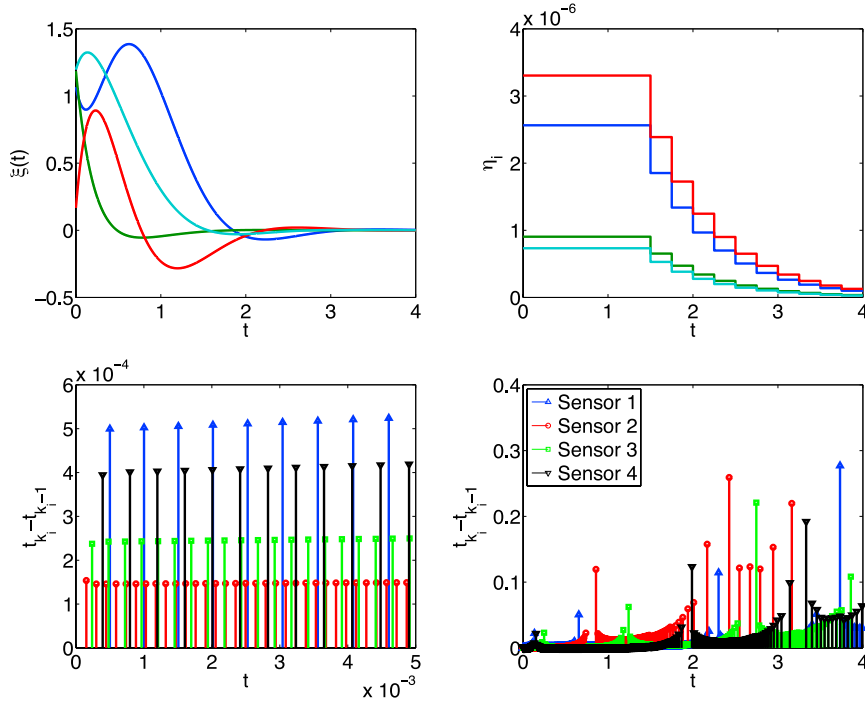 1.5
1
0.5
0
−0.5
ξ(t)
0 1 2 3 4
t
x 10⁻⁶
4
3
2
1
0
η_i
0 1 2 3 4
t
x 10⁻⁴
6
5
4
3
2
1
0
t_{k_i}−t_{k_i−1}
0 1 2 3 4 5
t
x 10⁻³
0.4
0.3
0.2
0.1
0
t_{k_i}−t_{k_i−1}
Sensor 1
Sensor 2
Sensor 3
Sensor 4
0 1 2 3 4
t